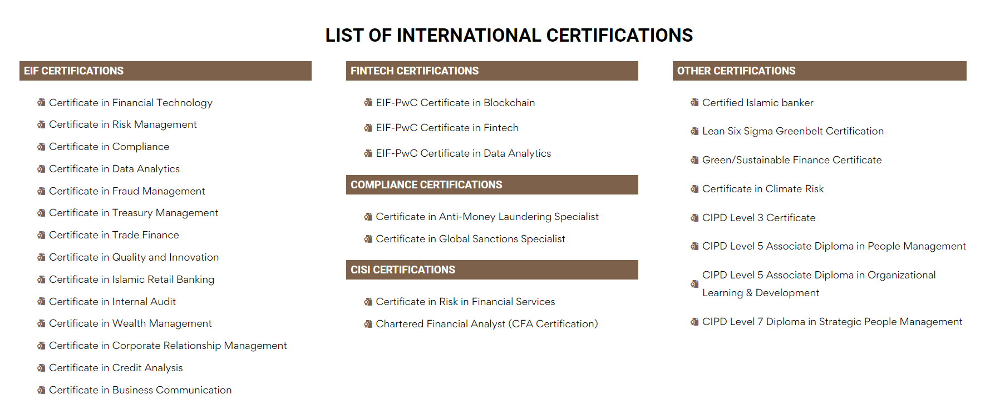 LIST OF INTERNATIONAL CERTIFICATIONS
EIF CERTIFICATIONS
Certificate in Financial Technology
Certificate in Risk Management
Certificate in Compliance
Certificate in Data Analytics
Certificate in Fraud Management
Certificate in Treasury Management
Certificate in Trade Finance
Certificate in Quality and Innovation
Certificate in Islamic Retail Banking
Certificate in Internal Audit
Certificate in Wealth Management
Certificate in Corporate Relationship Management
Certificate in Credit Analysis
Certificate in Business Communication
FINTECH CERTIFICATIONS
EIF-PwC Certificate in Blockchain
EIF-PwC Certificate in Fintech
EIF-PwC Certificate in Data Analytics
COMPLIANCE CERTIFICATIONS
Certificate in Anti-Money Laundering Specialist
Certificate in Global Sanctions Specialist
CISI CERTIFICATIONS
Certificate in Risk in Financial Services
Chartered Financial Analyst (CFA Certification)
OTHER CERTIFICATIONS
Certified Islamic banker
Lean Six Sigma Greenbelt Certification
Green/Sustainable Finance Certificate
Certificate in Climate Risk
CIPD Level 3 Certificate
CIPD Level 5 Associate Diploma in People Management
CIPD Level 5 Associate Diploma in Organizational
Learning & Development
CIPD Level 7 Diploma in Strategic People Management